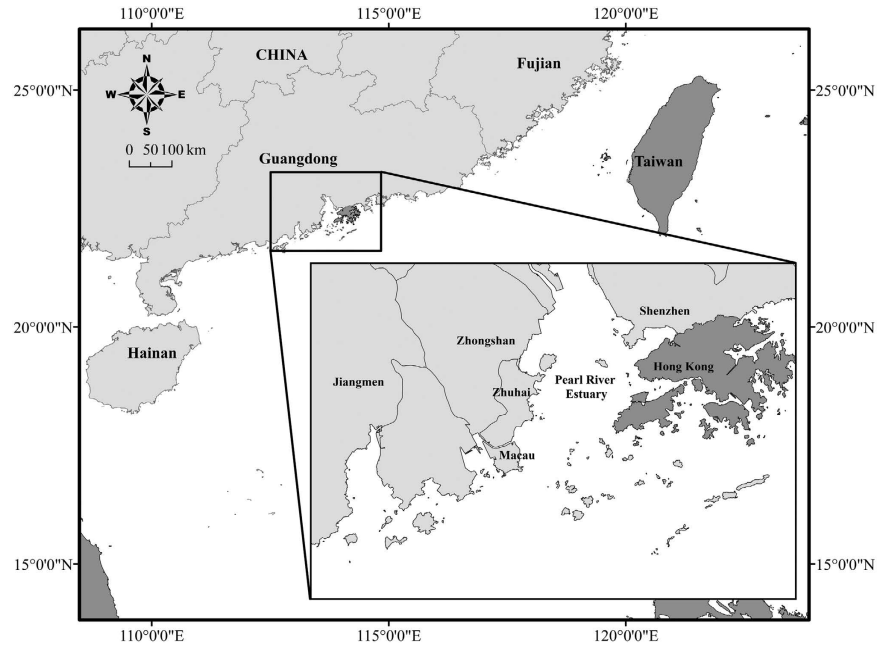 110°0'0"E 115°0'0"E 120°0'0"E
CHINA
Fujian
N
25°0'0"N 25°0'0"N
W E
S
0 50 100 km
Guangdong
Taiwan
Shenzhen
20°0'0"N 20°0'0"N
Zhongshan
Hainan
Hong Kong
Jiangmen
Pearl River
Estuary
Zhuhai
Macau
15°0'0"N 15°0'0"N
110°0'0"E 115°0'0"E 120°0'0"E